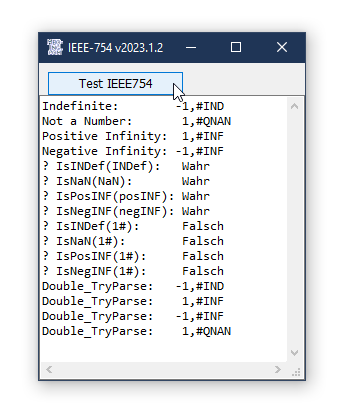 IEEE-754 v2023.1.2
Test IEEE754
Indefinite:        -1,#IND
Not a Number:       1,#QNAN
Positive Infinity:  1,#INF
Negative Infinity: -1,#INF
? IsINDef(INDef):   Wahr
? IsNaN(NaN):       Wahr
? IsPosINF(posINF): Wahr
? IsNegINF(negINF): Wahr
? IsINDef(1#):      Falsch
? IsNaN(1#):        Falsch
? IsPosINF(1#):     Falsch
? IsNegINF(1#):     Falsch
Double_TryParse:   -1,#IND
Double_TryParse:    1,#INF
Double_TryParse:   -1,#INF
Double_TryParse:    1,#QNAN